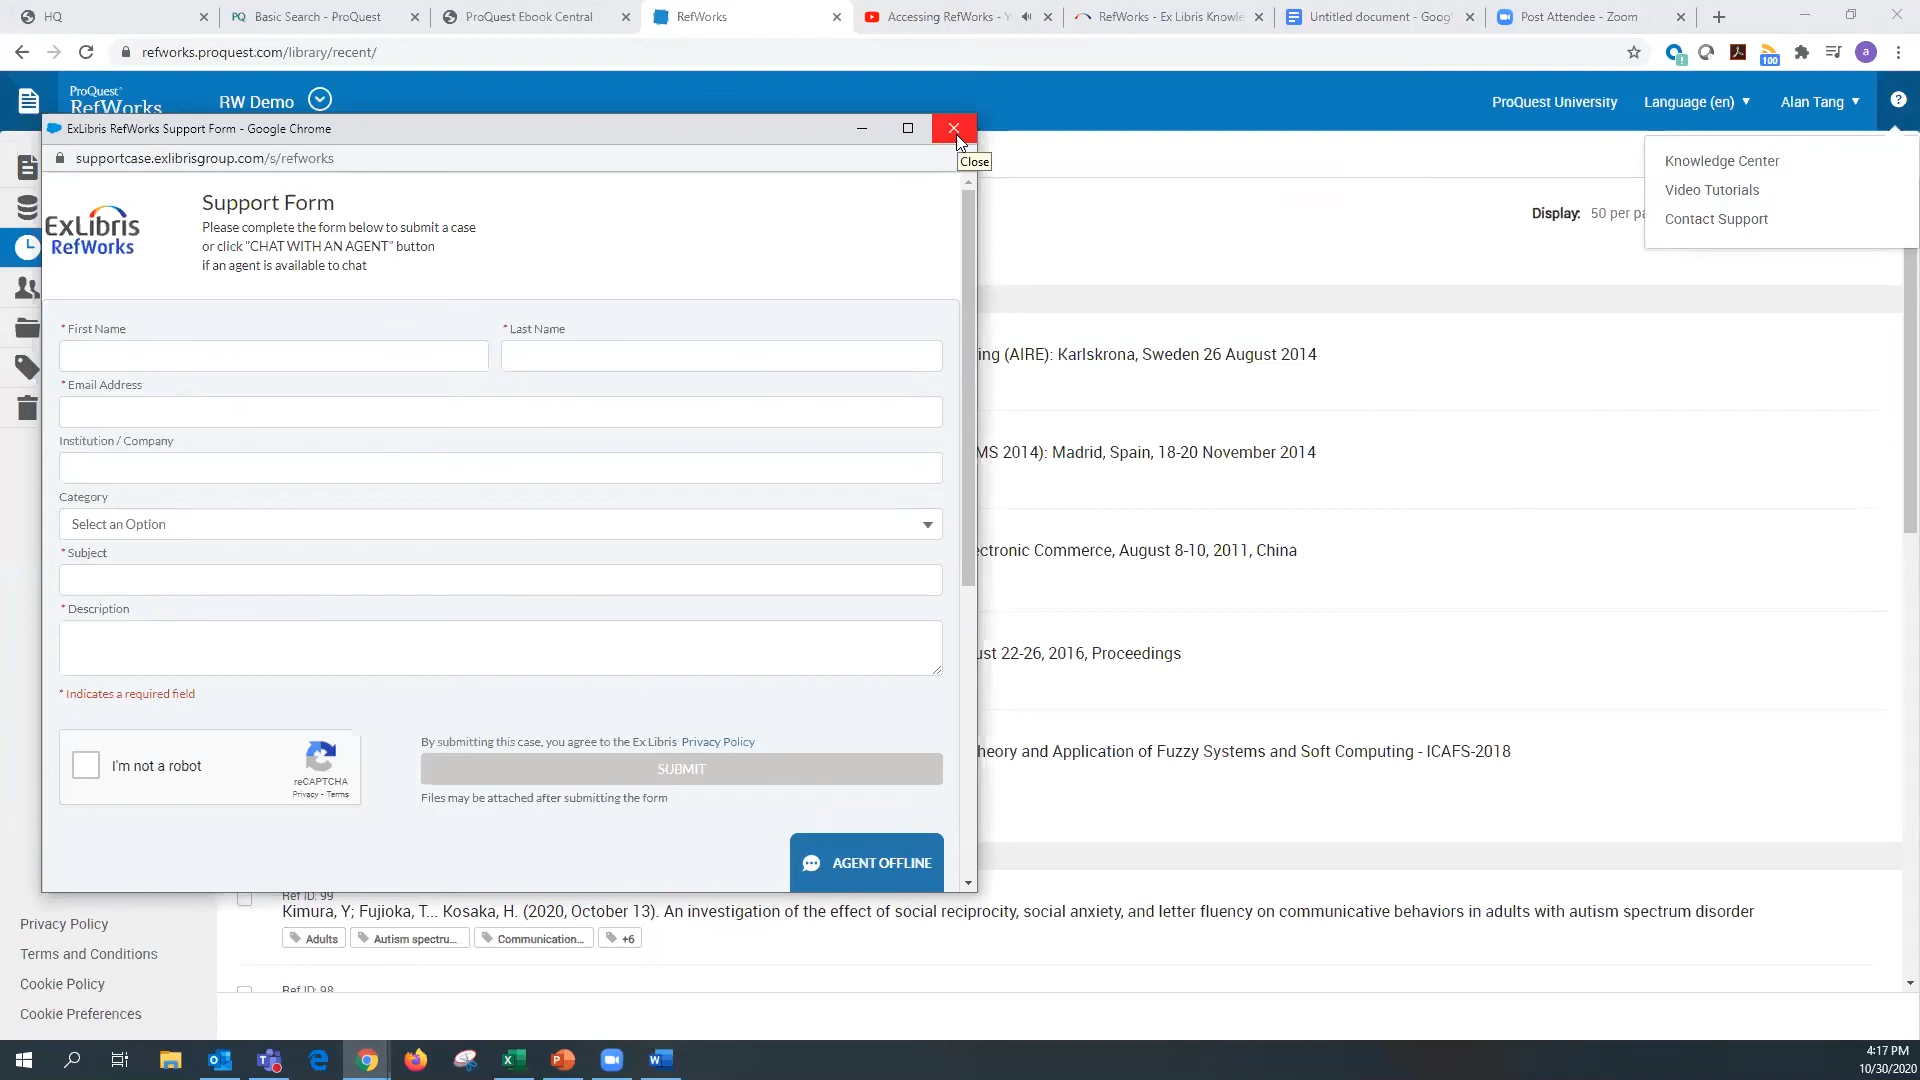 HQ
Basic Search - ProQuest
ProQuest Ebook Central
RefWorks
Accessing RefWorks -
RefWorks - Ex Libris Knowle
Untitled document - Goog
Post Attendee - Zoom
refworks.proquest.com/library/recent/
100
a
ProQuest
RefWorks
RW Demo
ProQuest University
Language (en)
Alan Tang
ExLibris RefWorks Support Form - Google Chrome
Close
supportcase.exlibrisgroup.com/s/refworks
Knowledge Center
Video Tutorials
Contact Support
Display: 50 per pa
ExLibris
RefWorks
Support Form
Please complete the form below to submit a case
or click "CHAT WITH AN AGENT" button
if an agent is available to chat
* First Name
* Last Name
* Email Address
Institution / Company
Category
Select an Option
* Subject
* Description
* Indicates a required field
I'm not a robot
reCAPTCHA
Privacy - Terms
By submitting this case, you agree to the Ex Libris Privacy Policy
SUBMIT
Files may be attached after submitting the form
AGENT OFFLINE
ing (AIRE): Karlskrona, Sweden 26 August 2014
MS 2014): Madrid, Spain, 18-20 November 2014
ectronic Commerce, August 8-10, 2011, China
ust 22-26, 2016, Proceedings
heory and Application of Fuzzy Systems and Soft Computing - ICAFS-2018
Ref ID: 99
Kimura, Y; Fujioka, T... Kosaka, H. (2020, October 13). An investigation of the effect of social reciprocity, social anxiety, and letter fluency on communicative behaviors in adults with autism spectrum disorder
Adults
Autism spectru...
Communication...
+6
Ref ID: 98
Privacy Policy
Terms and Conditions
Cookie Policy
Cookie Preferences
4:17 PM
10/30/2020